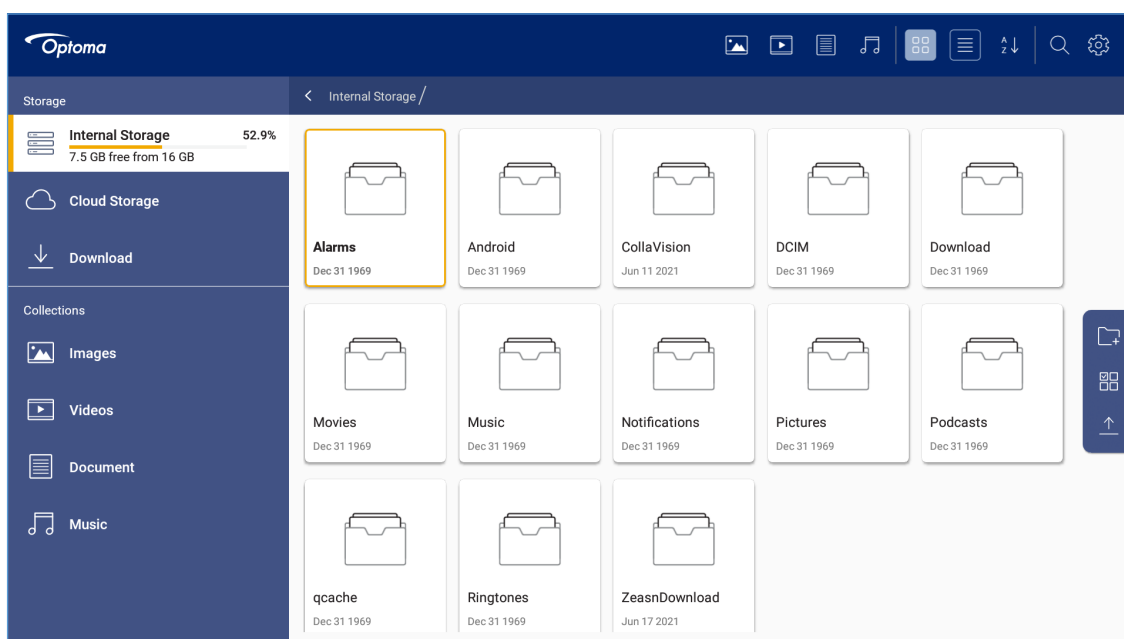 Optoma
A
Z
Storage
Internal Storage /
Internal Storage 52.9%
7.5 GB free from 16 GB
Cloud Storage
Download
Collections
Images
Videos
Document
Music
Alarms
Dec 31 1969
Android
Dec 31 1969
CollaVision
Jun 11 2021
DCIM
Dec 31 1969
Download
Dec 31 1969
Movies
Dec 31 1969
Music
Dec 31 1969
Notifications
Dec 31 1969
Pictures
Dec 31 1969
Podcasts
Dec 31 1969
qcache
Dec 31 1969
Ringtones
Dec 31 1969
ZeasnDownload
Jun 17 2021